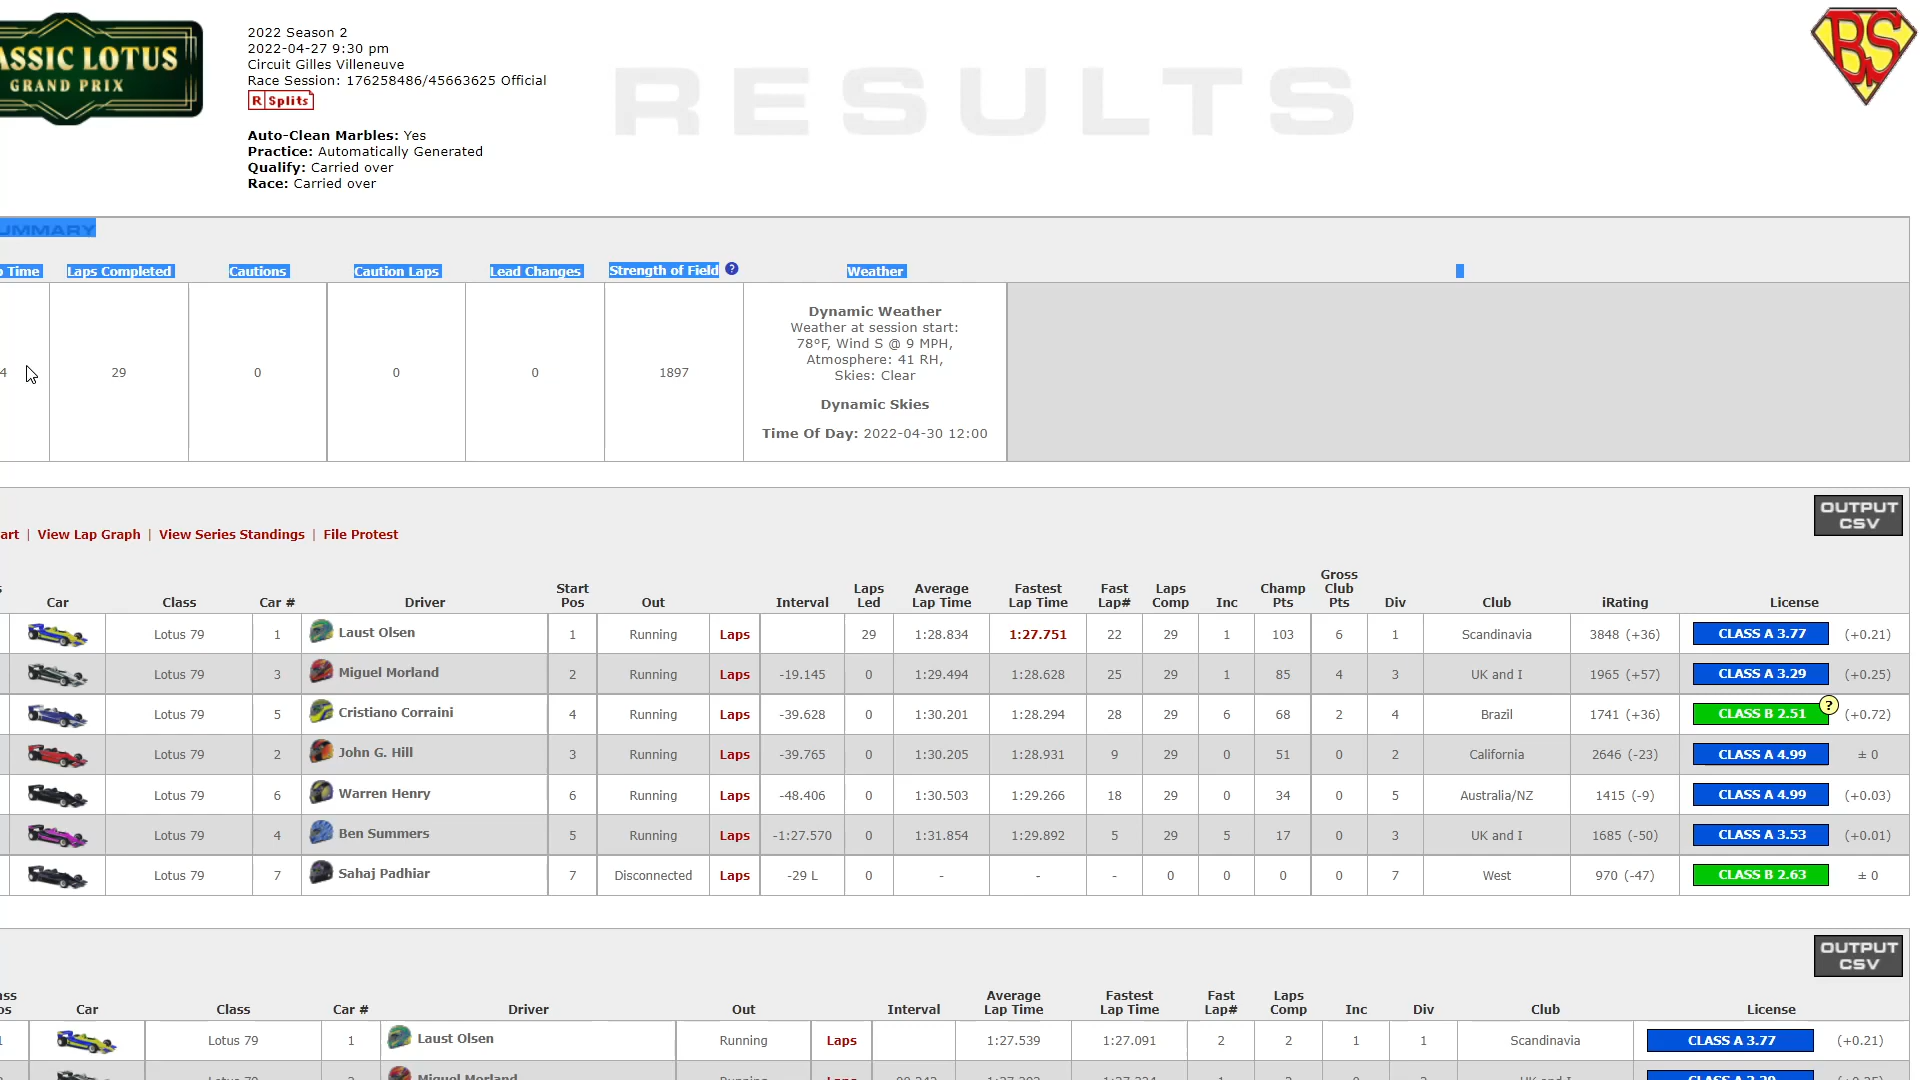 ASSIC LOTUS
GRAND PRIX
2022 Season 2
2022-04-27 9:30 pm
Circuit Gilles Villeneuve
Race Session: 176258486/45663625 Official
R Splits
Auto-Clean Marbles: Yes
Practice: Automatically Generated
Qualify: Carried over
Race: Carried over
RESULTS
BS
UMMARY
p Time Laps Completed Cautions Caution Laps Lead Changes Strength of Field ? Weather
4 29 0 0 0 1897
Dynamic Weather
Weather at session start:
78°F, Wind S @ 9 MPH,
Atmosphere: 41 RH,
Skies: Clear
Dynamic Skies
Time Of Day: 2022-04-30 12:00
OUTPUT
CSV
art | View Lap Graph | View Series Standings | File Protest
s Car Class Car # Driver Start Pos Out Interval Laps Led Average Lap Time Fastest Lap Time Fast Lap# Laps Comp Inc Champ Pts Gross Club Pts Div Club iRating License
Lotus 79 1 Laust Olsen 1 Running Laps 29 1:28.834 1:27.751 22 29 1 103 6 1 Scandinavia 3848 (+36) CLASS A 3.77 (+0.21)
Lotus 79 3 Miguel Morland 2 Running Laps -19.145 0 1:29.494 1:28.628 25 29 1 85 4 3 UK and I 1965 (+57) CLASS A 3.29 (+0.25)
Lotus 79 5 Cristiano Corraini 4 Running Laps -39.628 0 1:30.201 1:28.294 28 29 6 68 2 4 Brazil 1741 (+36) CLASS B 2.51 ? (+0.72)
Lotus 79 2 John G. Hill 3 Running Laps -39.765 0 1:30.205 1:28.931 9 29 0 51 0 2 California 2646 (-23) CLASS A 4.99 ± 0
Lotus 79 6 Warren Henry 6 Running Laps -48.406 0 1:30.503 1:29.266 18 29 0 34 0 5 Australia/NZ 1415 (-9) CLASS A 4.99 (+0.03)
Lotus 79 4 Ben Summers 5 Running Laps -1:27.570 0 1:31.854 1:29.892 5 29 5 17 0 3 UK and I 1685 (-50) CLASS A 3.53 (+0.01)
Lotus 79 7 Sahaj Padhiar 7 Disconnected Laps -29 L 0 - - - 0 0 0 0 7 West 970 (-47) CLASS B 2.63 ± 0
OUTPUT
CSV
ass os Car Class Car # Driver Out Interval Average Lap Time Fastest Lap Time Fast Lap# Laps Comp Inc Div Club License
1 Lotus 79 1 Laust Olsen Running Laps 1:27.539 1:27.091 2 2 1 1 Scandinavia CLASS A 3.77 (+0.21)
Lotus 79 Miguel Morland Running Laps UK and I CLASS A 3.29